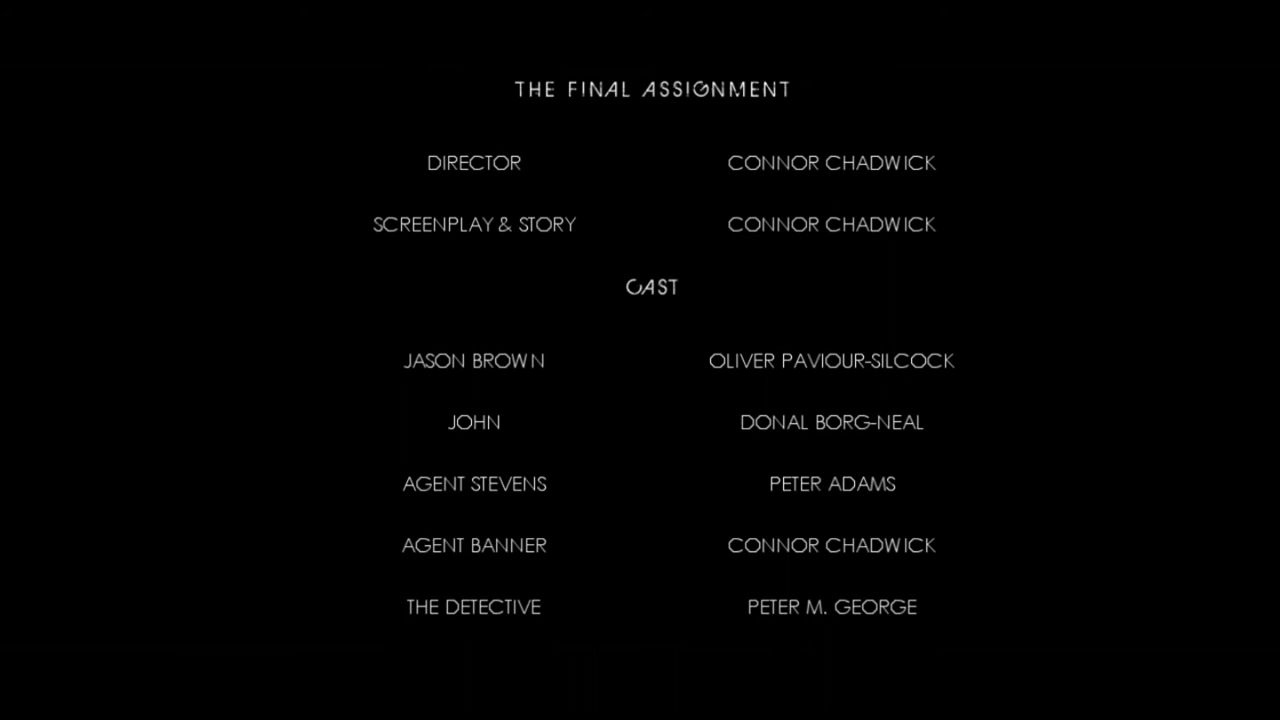 THE FINAL ASSIGNMENT
DIRECTOR CONNOR CHADWICK
SCREENPLAY & STORY CONNOR CHADWICK
CAST
JASON BROWN OLIVER PAVIOUR-SILCOCK
JOHN DONAL BORG-NEAL
AGENT STEVENS PETER ADAMS
AGENT BANNER CONNOR CHADWICK
THE DETECTIVE PETER M. GEORGE